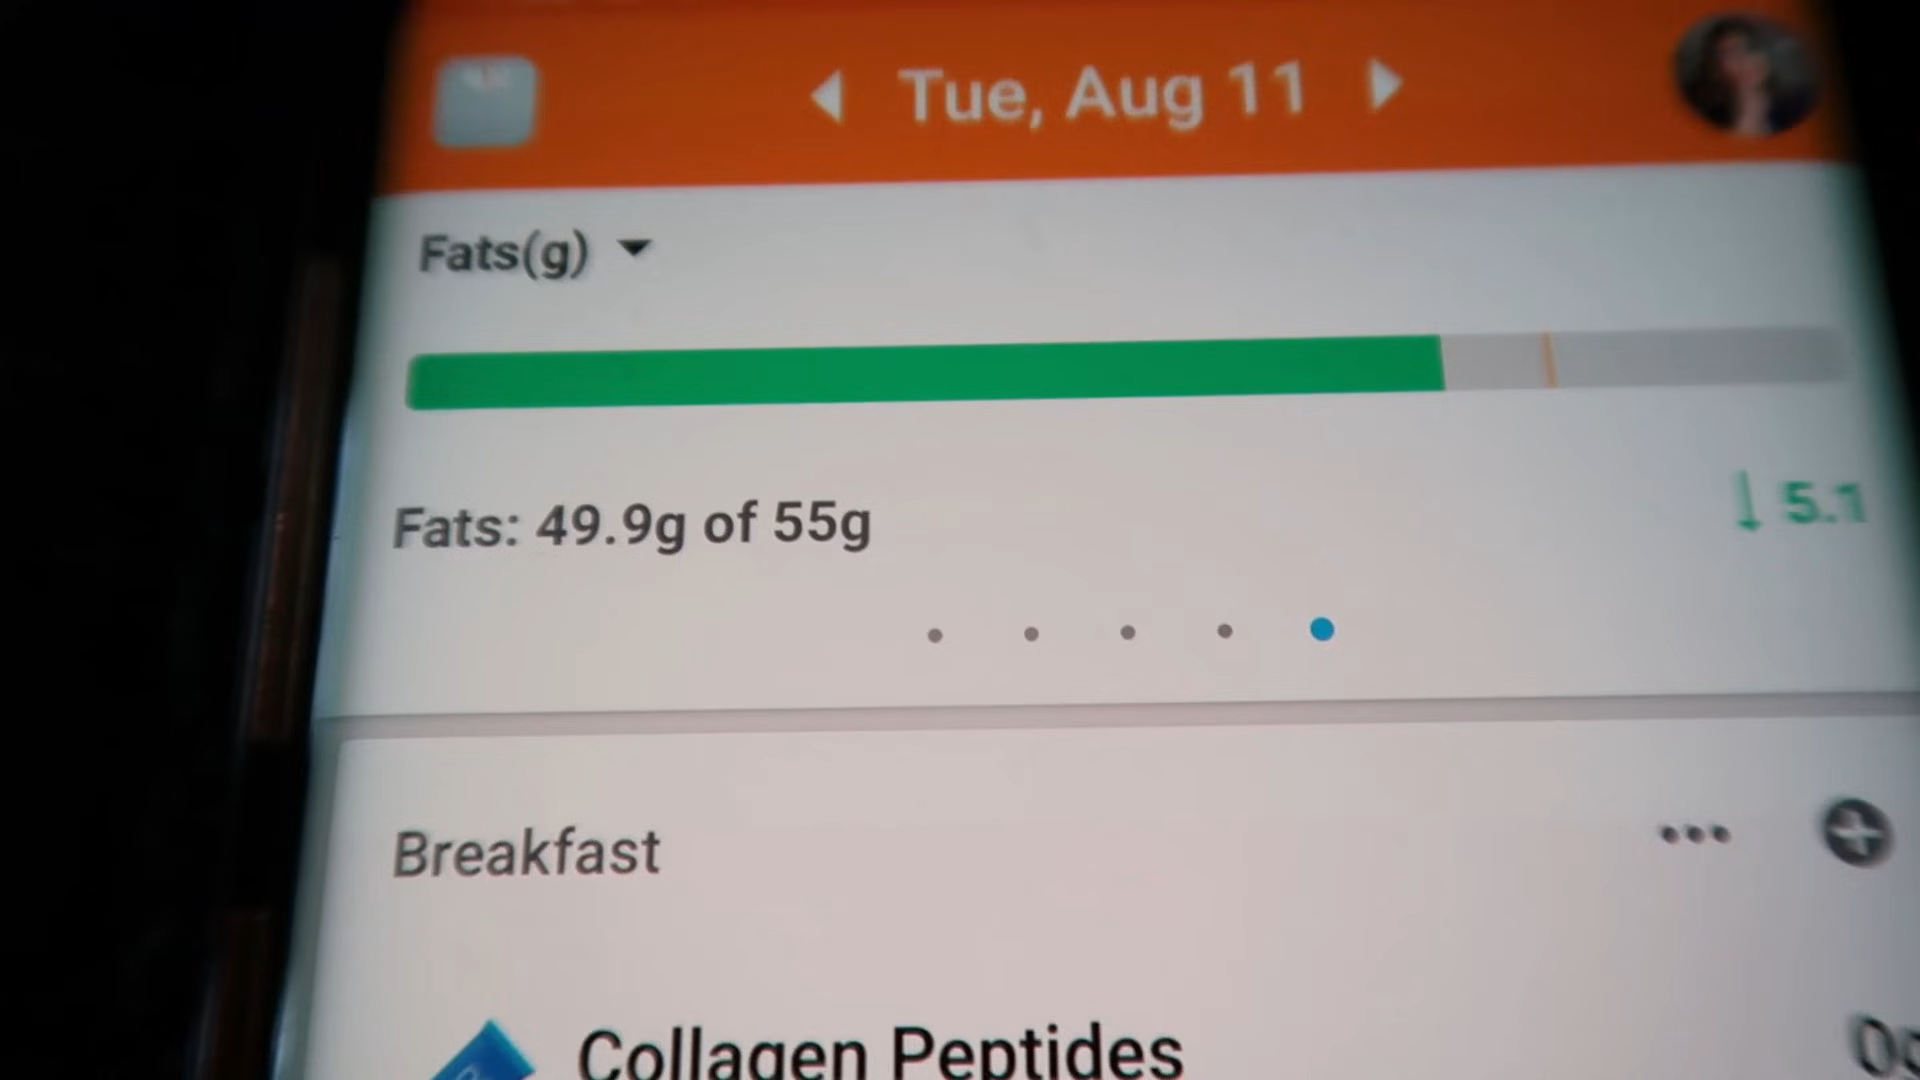 Tue, Aug 11
Fats(g)
Fats: 49.9g of 55g
↓ 5.1
Breakfast
Collagen Peptides